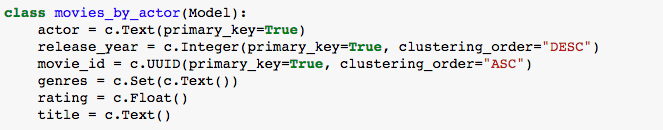 class movies_by_actor(Model):
    actor = c.Text(primary_key=True)
    release_year = c.Integer(primary_key=True, clustering_order="DESC")
    movie_id = c.UUID(primary_key=True, clustering_order="ASC")
    genres = c.Set(c.Text())
    rating = c.Float()
    title = c.Text()